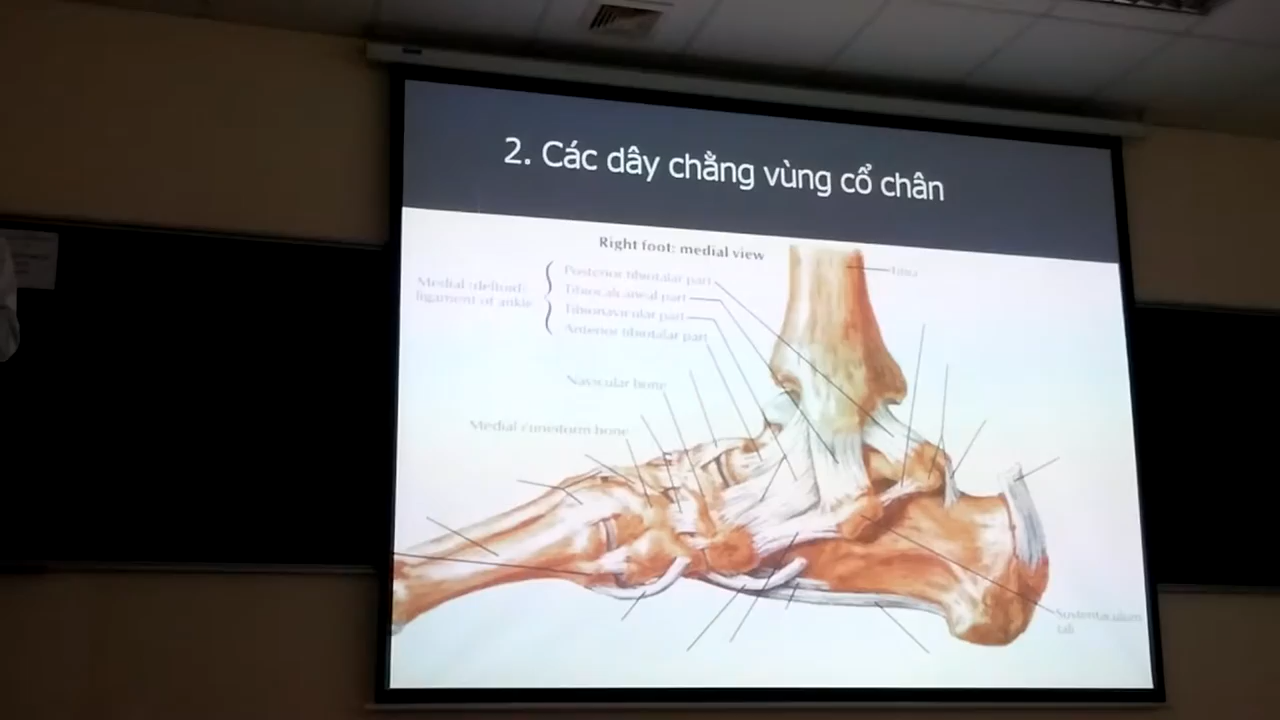 2. Các dây chằng vùng cổ chân
Right foot: medial view
Posterior tibiotalar part
Tibiocalcaneal part
Tibionavicular part
Anterior tibiotalar part
Medial (deltoid)
ligament of ankle
Tibia
Navicular bone
Medial cuneiform bone
Sustentaculum
tali